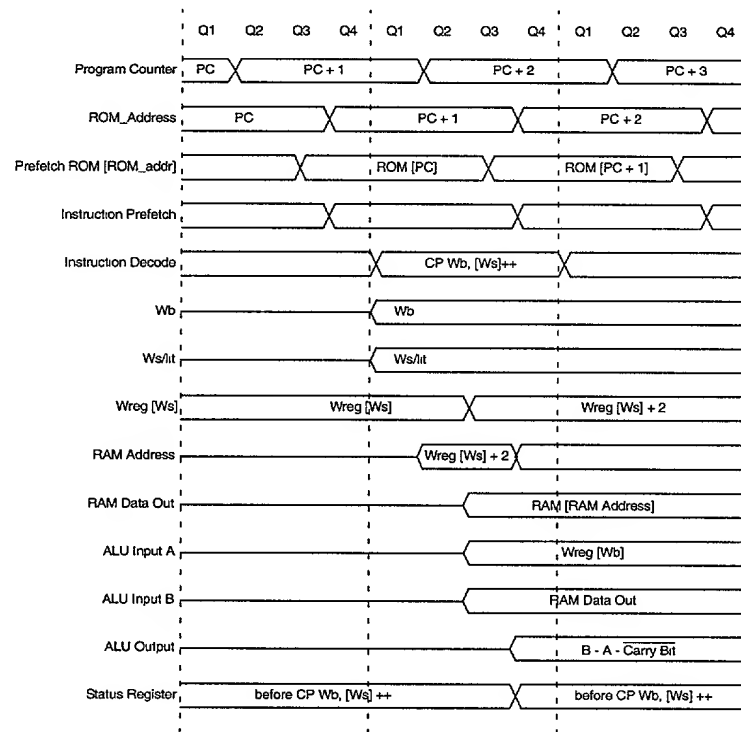 Q1 Q2 Q3 Q4 Q1 Q2 Q3 Q4 Q1 Q2 Q3 Q4
Program Counter PC PC + 1 PC + 2 PC + 3
ROM_Address PC PC + 1 PC + 2
Prefetch ROM [ROM_addr] ROM [PC] ROM [PC + 1]
Instruction Prefetch
Instruction Decode CP Wb, [Ws]++
Wb Wb
Ws/lit Ws/lit
Wreg [Ws] Wreg [Ws] Wreg [Ws] + 2
RAM Address Wreg [Ws] + 2
RAM Data Out RAM [RAM Address]
ALU Input A Wreg [Wb]
ALU Input B RAM Data Out
ALU Output B - A - Carry Bit
Status Register before CP Wb, [Ws] ++ before CP Wb, [Ws] ++